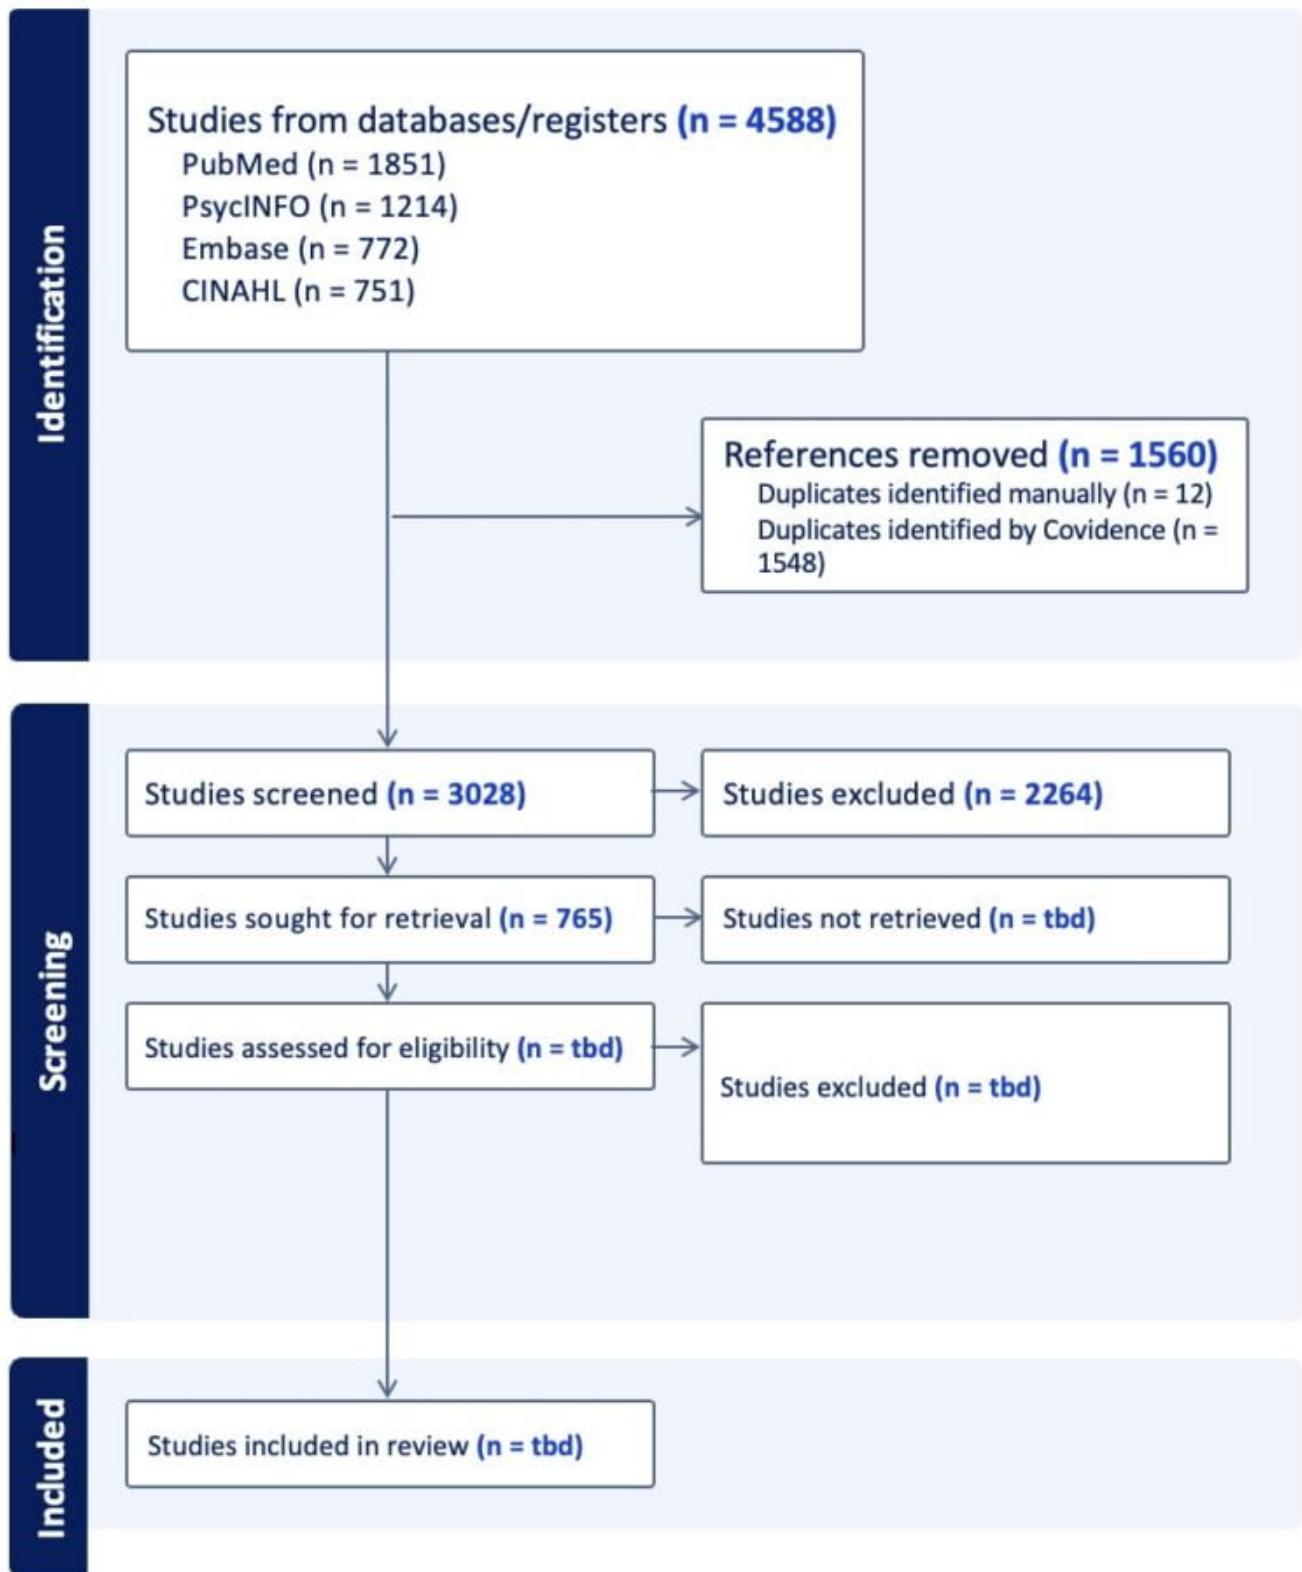 Identification
Studies from databases/registers (n = 4588)
PubMed (n = 1851)
PsycINFO (n = 1214)
Embase (n = 772)
CINAHL (n = 751)
References removed (n = 1560)
Duplicates identified manually (n = 12)
Duplicates identified by Covidence (n =
1548)
Screening
Studies screened (n = 3028)
Studies excluded (n = 2264)
Studies sought for retrieval (n = 765)
Studies not retrieved (n = tbd)
Studies assessed for eligibility (n = tbd)
Studies excluded (n = tbd)
Included
Studies included in review (n = tbd)